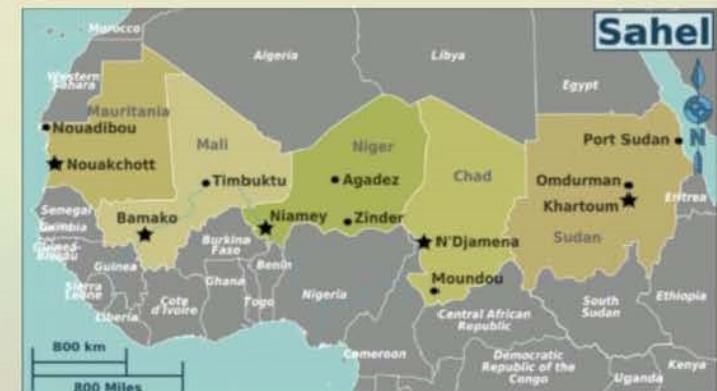 Sahel
Morocco
Algeria
Libya
Egypt
Western
Sahara
Mauritania
Nouadibou
Nouakchott
Mali
Timbuktu
Niger
Agadez
Chad
Port Sudan
N
Omdurman
Khartoum
Sudan
Eritrea
Senegal
Gambia
Guinea-
Bissau
Bamako
Niamey
Zinder
N'Djamena
Moundou
Burkina
Faso
Benin
Guinea
Ghana
Togo
Nigeria
Sierra
Leone
Cote
d'Ivoire
Liberia
Central African
Republic
South
Sudan
Ethiopia
Cameroon
Democratic
Republic of the
Congo
Uganda
Kenya
800 km
800 Miles